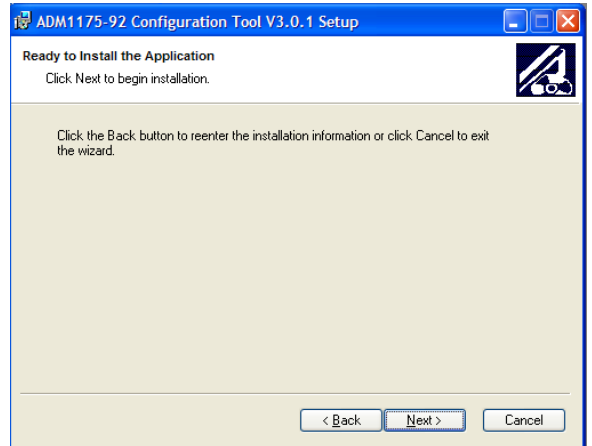 ADM1175-92 Configuration Tool V3.0.1 Setup
Ready to Install the Application
Click Next to begin installation.
Click the Back button to reenter the installation information or click Cancel to exit
the wizard.
< Back Next > Cancel